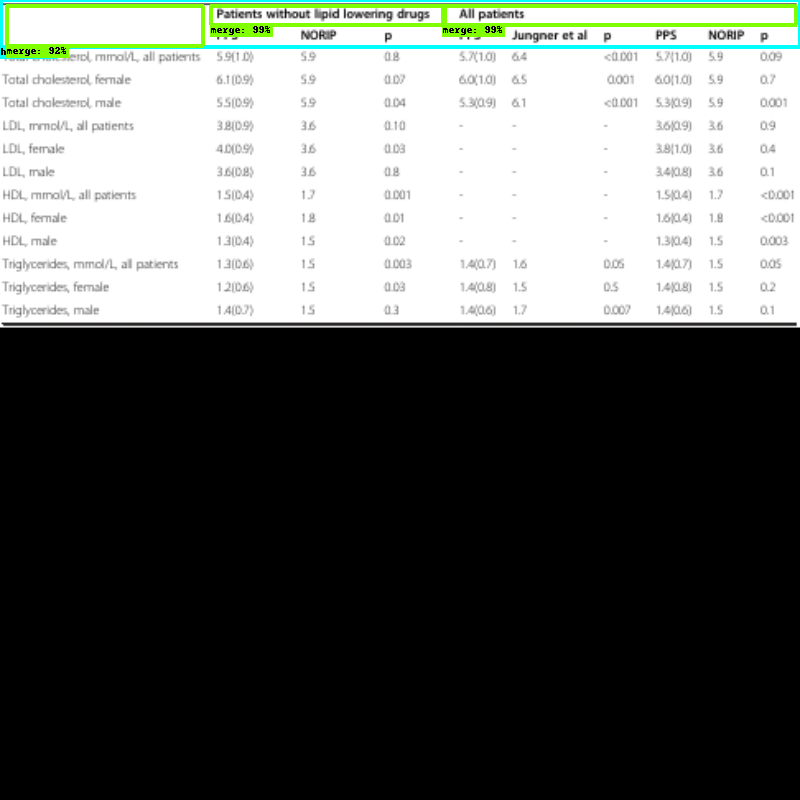 Patients without lipid lowering drugs All patients
merge: 99% merge: 99%
NORIP p Jungner et al p PPS NORIP p
merge: 92%
Total cholesterol, mmol/L, all patients 5.9(1.0) 5.9 0.8 5.7(1.0) 6.4 <0.001 5.7(1.0) 5.9 0.09
Total cholesterol, female 6.1(0.9) 5.9 0.07 6.0(1.0) 6.5 0.001 6.0(1.0) 5.9 0.7
Total cholesterol, male 5.5(0.9) 5.9 0.04 5.3(0.9) 6.1 <0.001 5.3(0.9) 5.9 0.001
LDL, mmol/L, all patients 3.8(0.9) 3.6 0.10 - - - 3.6(0.9) 3.6 0.9
LDL, female 4.0(0.9) 3.6 0.03 - - - 3.8(1.0) 3.6 0.4
LDL, male 3.6(0.8) 3.6 0.8 - - - 3.4(0.8) 3.6 0.1
HDL, mmol/L, all patients 1.5(0.4) 1.7 0.001 - - - 1.5(0.4) 1.7 <0.001
HDL, female 1.6(0.4) 1.8 0.01 - - - 1.6(0.4) 1.8 <0.001
HDL, male 1.3(0.4) 1.5 0.02 - - - 1.3(0.4) 1.5 0.003
Triglycerides, mmol/L, all patients 1.3(0.6) 1.5 0.003 1.4(0.7) 1.6 0.05 1.4(0.7) 1.5 0.05
Triglycerides, female 1.2(0.6) 1.5 0.03 1.4(0.8) 1.5 0.5 1.4(0.8) 1.5 0.2
Triglycerides, male 1.4(0.7) 1.5 0.3 1.4(0.6) 1.7 0.007 1.4(0.6) 1.5 0.1